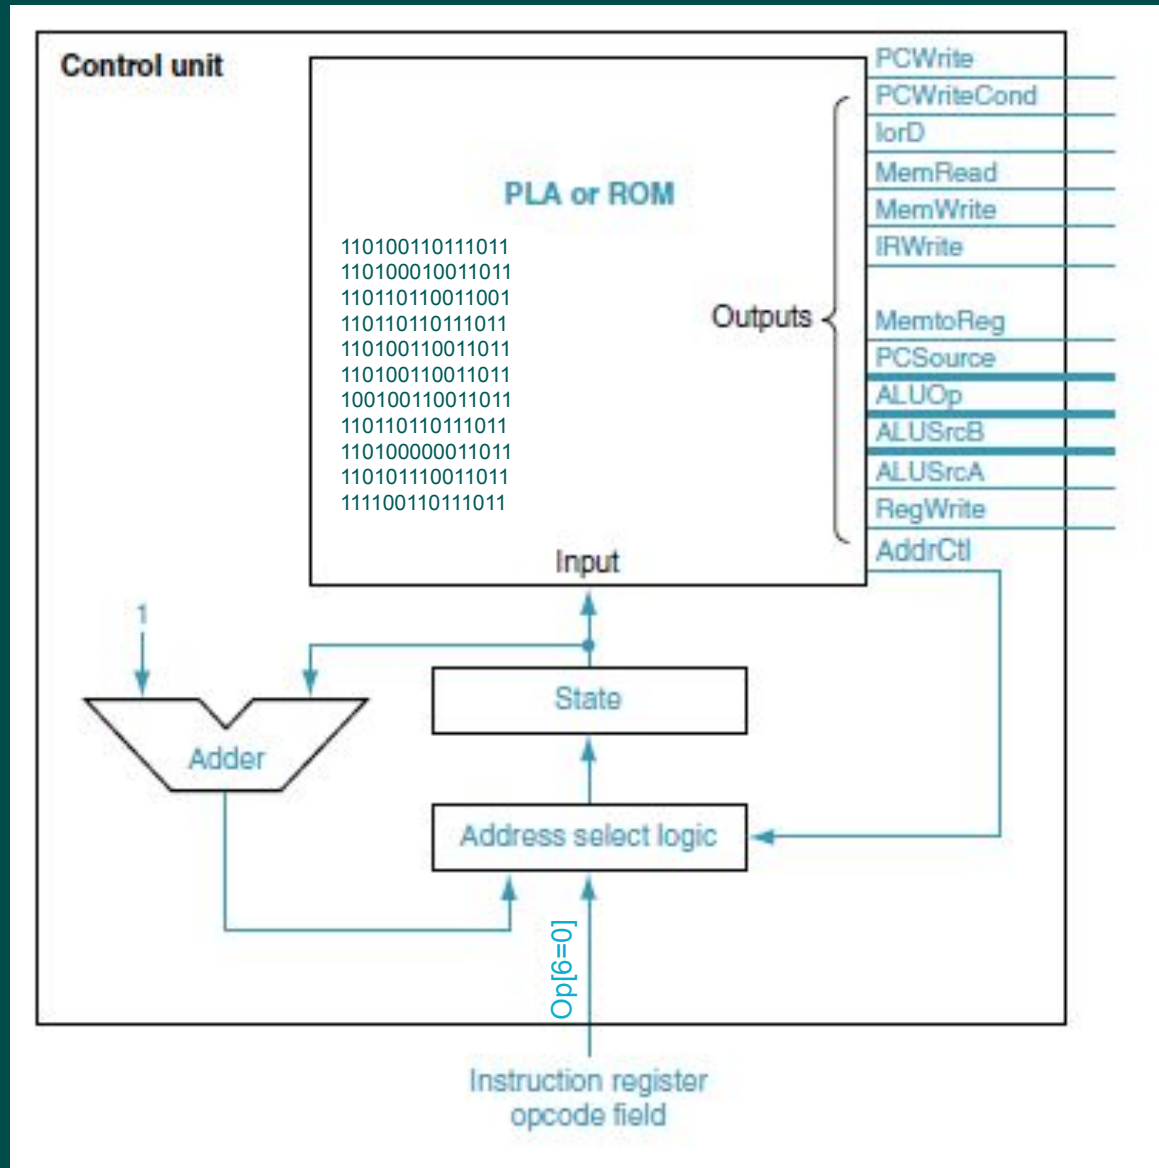 Control unit
PCWrite
PCWriteCond
IorD
MemRead
MemWrite
IRWrite
MemtoReg
PCSource
ALUOp
ALUSrcB
ALUSrcA
RegWrite
AddrCtl
PLA or ROM
110100110111011
110100010011011
110110110011001
110110110111011
110100110011011
110100110011011
100100110011011
110110110111011
110100000011011
110101110011011
111100110111011
Outputs
Input
1
State
Adder
Address select logic
Op[6=0]
Instruction register
opcode field